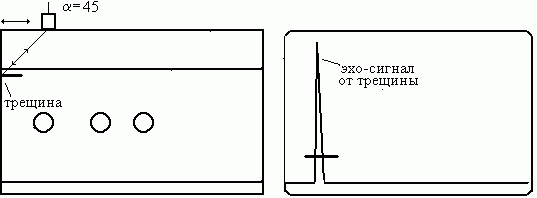 α=45
трещина
эхо-сигнал
от трещины